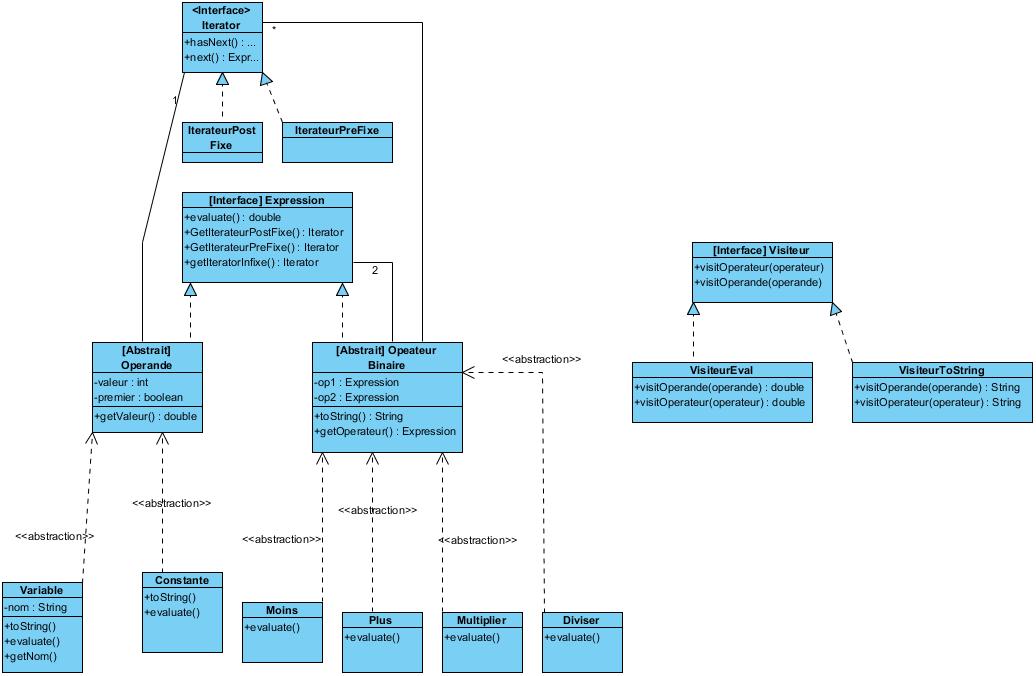 <Interface>
Iterator
+hasNext() : ...
+next() : Expr...
*
1
IterateurPost
Fixe
IterateurPreFixe
[Interface] Expression
+evaluate() : double
+GetIterateurPostFixe() : Iterator
+GetIterateurPreFixe() : Iterator
+getIteratorInfixe() : Iterator
2
[Interface] Visiteur
+visitOperateur(operateur)
+visitOperande(operande)
[Abstrait]
Operande
-valeur : int
-premier : boolean
+getValeur() : double
[Abstrait] Opeateur
Binaire
-op1 : Expression
-op2 : Expression
+toString() : String
+getOperateur() : Expression
<<abstraction>>
VisiteurEval
+visitOperande(operande) : double
+visitOperateur(operateur) : double
VisiteurToString
+visitOperande(operande) : String
+visitOperateur(operateur) : String
<<abstraction>>
<<abstraction>>
<<abstraction>>
<<abstraction>>
<<abstraction>>
Variable
-nom : String
+toString()
+evaluate()
+getNom()
Constante
+toString()
+evaluate()
Moins
+evaluate()
Plus
+evaluate()
Multiplier
+evaluate()
Diviser
+evaluate()